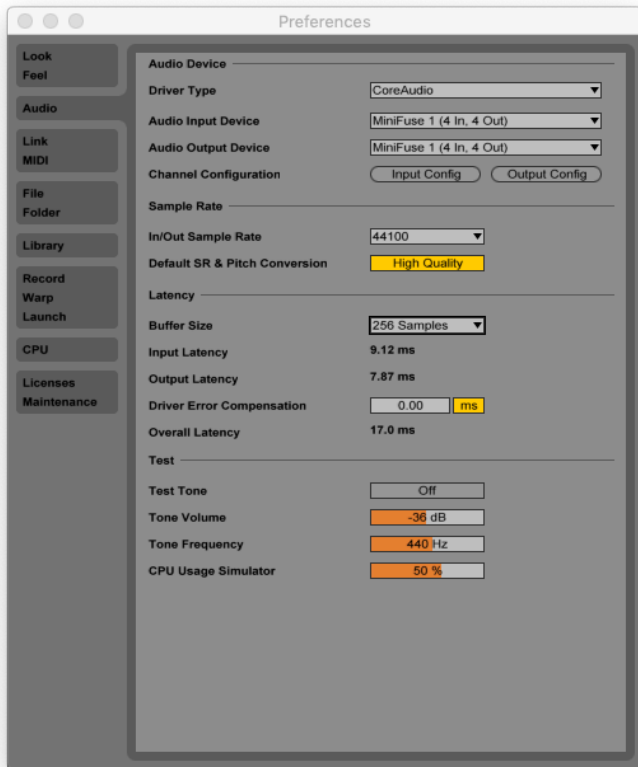 Preferences
Look
Feel
Audio
Link
MIDI
File
Folder
Library
Record
Warp
Launch
CPU
Licenses
Maintenance
Audio Device
Driver Type CoreAudio
Audio Input Device MiniFuse 1 (4 In, 4 Out)
Audio Output Device MiniFuse 1 (4 In, 4 Out)
Channel Configuration Input Config Output Config
Sample Rate
In/Out Sample Rate 44100
Default SR & Pitch Conversion High Quality
Latency
Buffer Size 256 Samples
Input Latency 9.12 ms
Output Latency 7.87 ms
Driver Error Compensation 0.00 ms
Overall Latency 17.0 ms
Test
Test Tone Off
Tone Volume -36 dB
Tone Frequency 440 Hz
CPU Usage Simulator 50 %